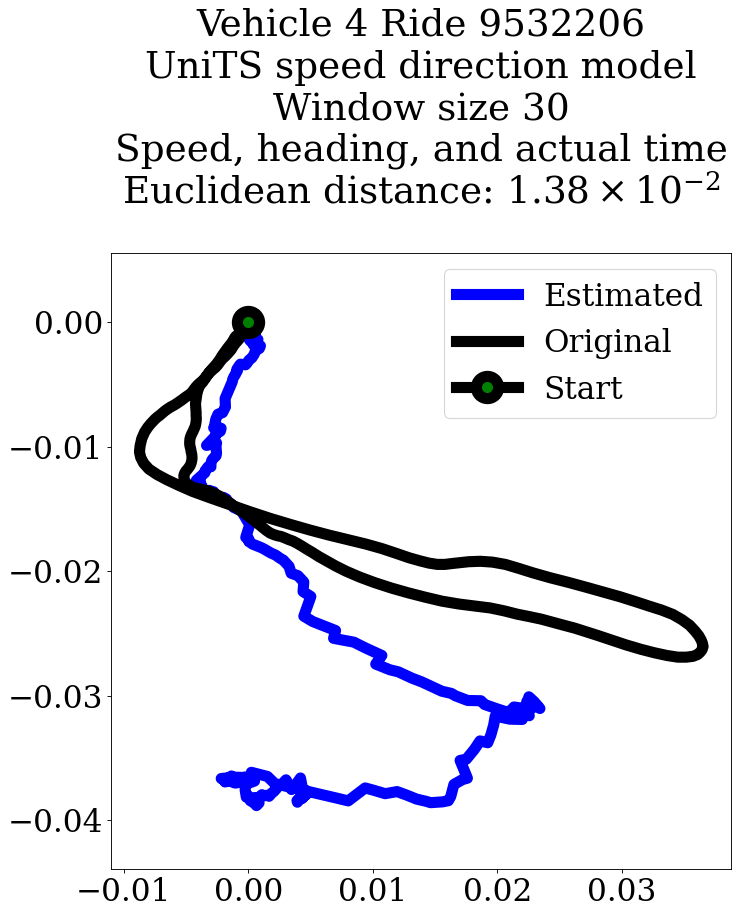 Vehicle 4 Ride 9532206
UniTS speed direction model
Window size 30
Speed, heading, and actual time
Euclidean distance: 1.38 × 10⁻²
Estimated
Original
Start
0.00
−0.01
−0.02
−0.03
−0.04
−0.01 0.00 0.01 0.02 0.03